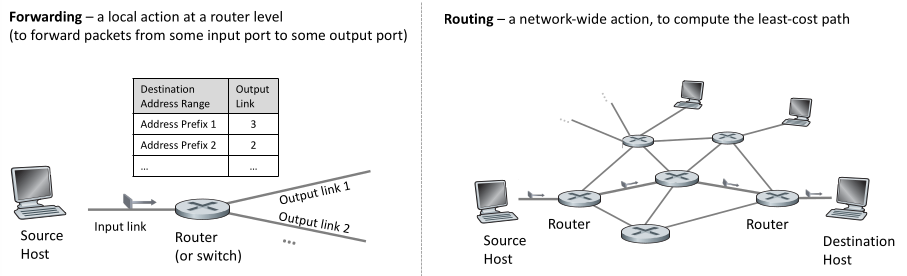 Forwarding – a local action at a router level
(to forward packets from some input port to some output port)
Destination Address Range
Output Link
Address Prefix 1
3
Address Prefix 2
2
...
...
Source Host
Input link
Router (or switch)
Output link 1
Output link 2
...
Routing – a network-wide action, to compute the least-cost path
...
...
Source Host
Router
Router
Destination Host